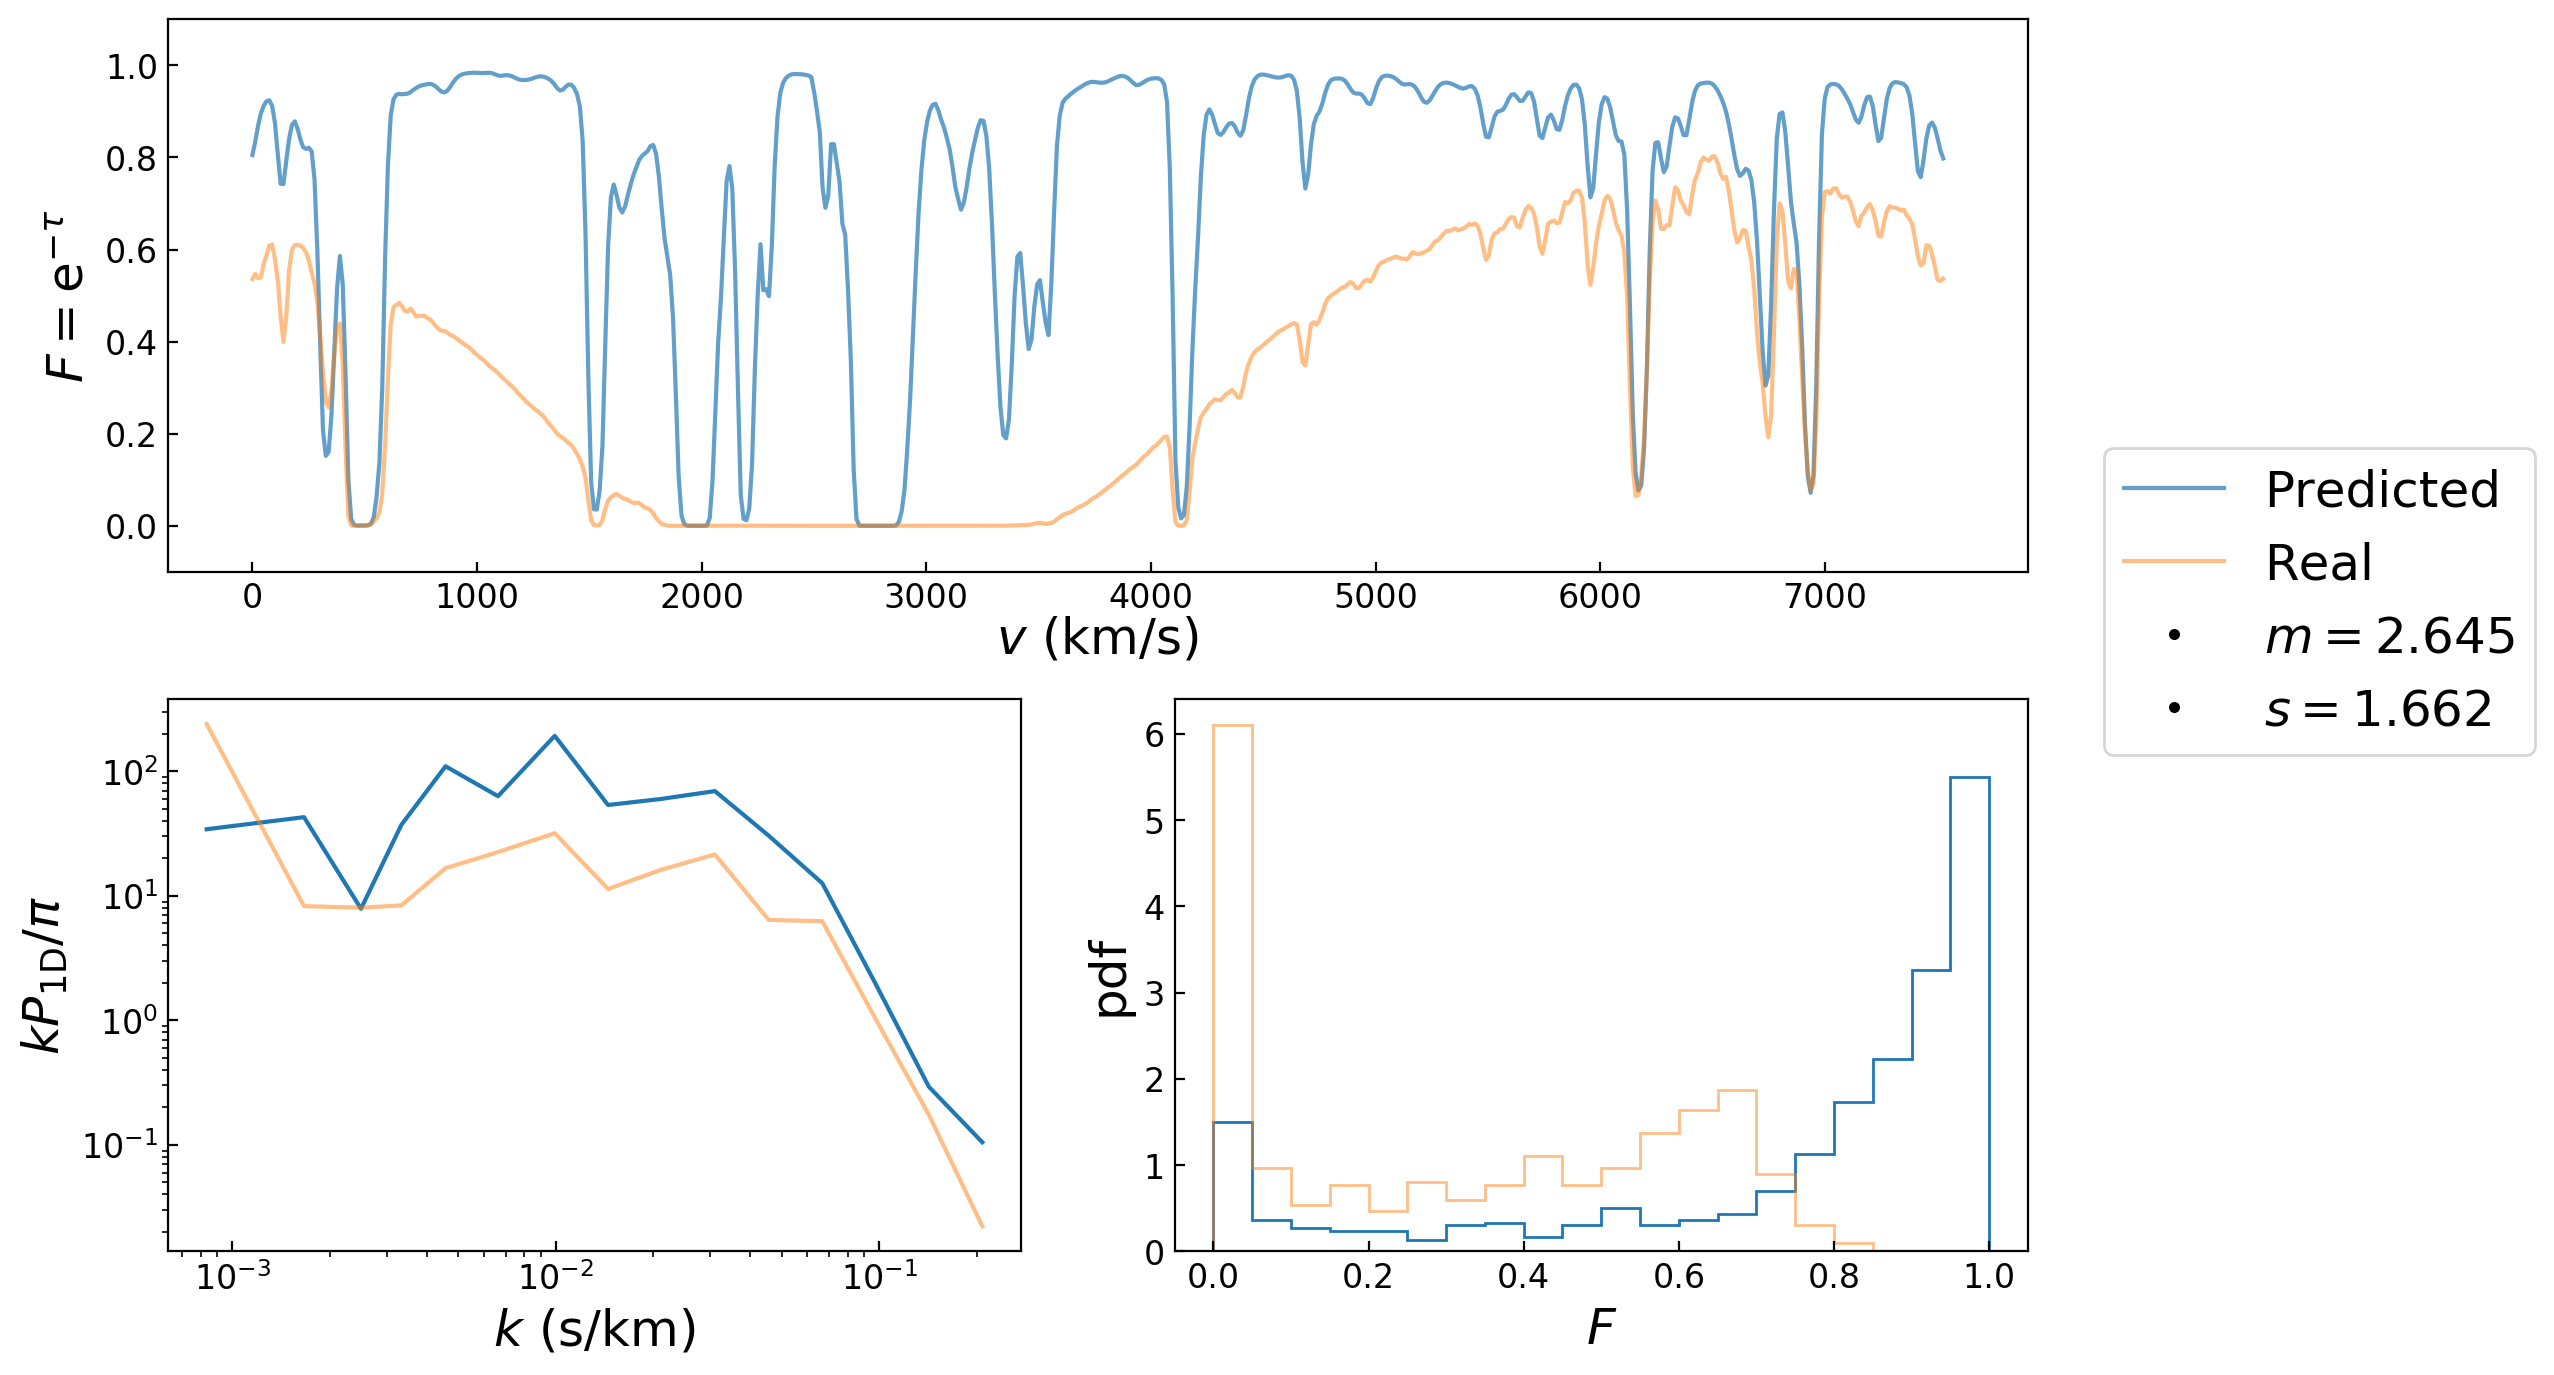 1.0
0.8
0.6
0.4
0.2
0.0
F = e^{−τ}
0 1000 2000 3000 4000 5000 6000 7000
v (km/s)
Predicted
Real
m = 2.645
s = 1.662
10^2
10^1
10^0
10^{−1}
kP_{1D}/π
10^{−3} 10^{−2} 10^{−1}
k (s/km)
6
5
4
3
2
1
0
pdf
0.0 0.2 0.4 0.6 0.8 1.0
F